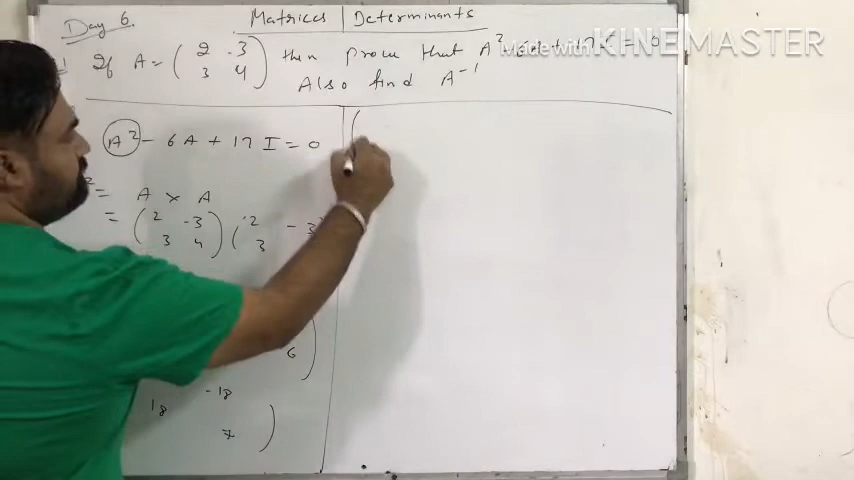 Day 6.
Matrices | Determinants
Made with KINEMASTER
If A = ( 2 -3 then prove that A² - 6A + 17 I = 0
3 4 )
Also find A⁻¹
A² - 6A + 17 I = 0
² = A × A
= ( 2 -3 ( 2 - 3
3 4 ) 3
6 )
18 -18
7 )
(